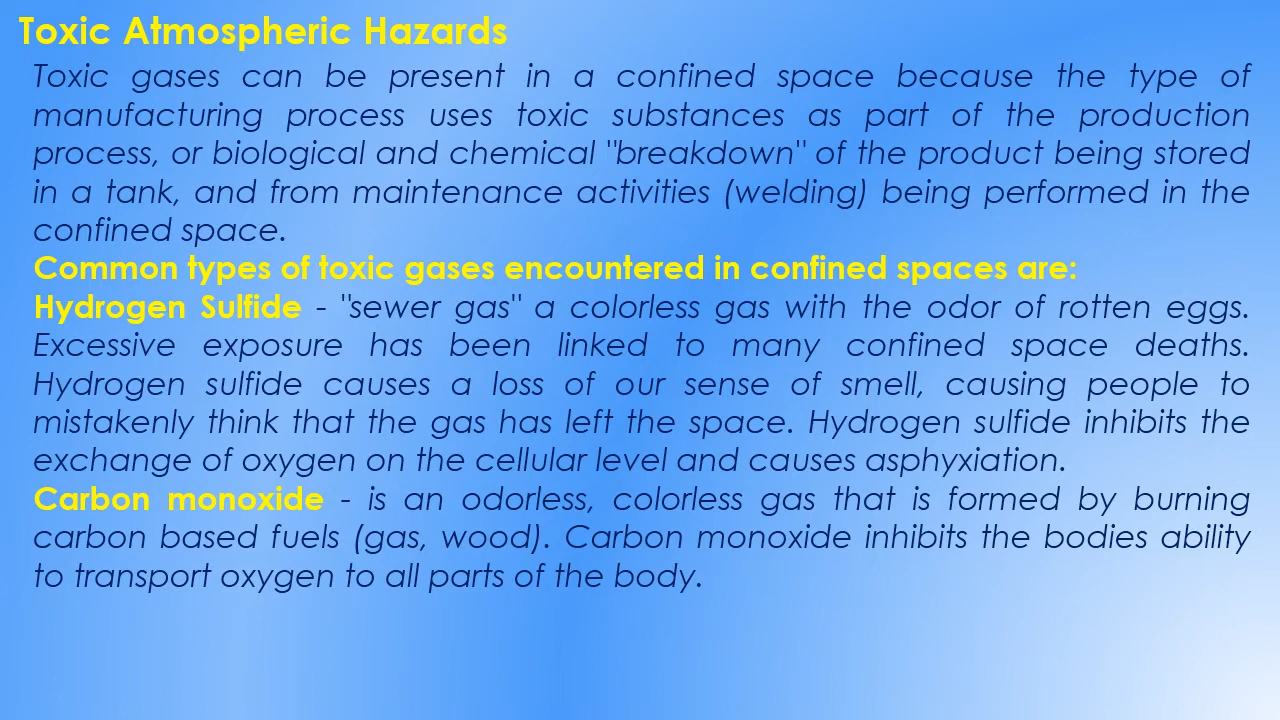 Toxic Atmospheric Hazards
Toxic gases can be present in a confined space because the type of
manufacturing process uses toxic substances as part of the production
process, or biological and chemical "breakdown" of the product being stored
in a tank, and from maintenance activities (welding) being performed in the
confined space.
Common types of toxic gases encountered in confined spaces are:
Hydrogen Sulfide - "sewer gas" a colorless gas with the odor of rotten eggs.
Excessive exposure has been linked to many confined space deaths.
Hydrogen sulfide causes a loss of our sense of smell, causing people to
mistakenly think that the gas has left the space. Hydrogen sulfide inhibits the
exchange of oxygen on the cellular level and causes asphyxiation.
Carbon monoxide - is an odorless, colorless gas that is formed by burning
carbon based fuels (gas, wood). Carbon monoxide inhibits the bodies ability
to transport oxygen to all parts of the body.